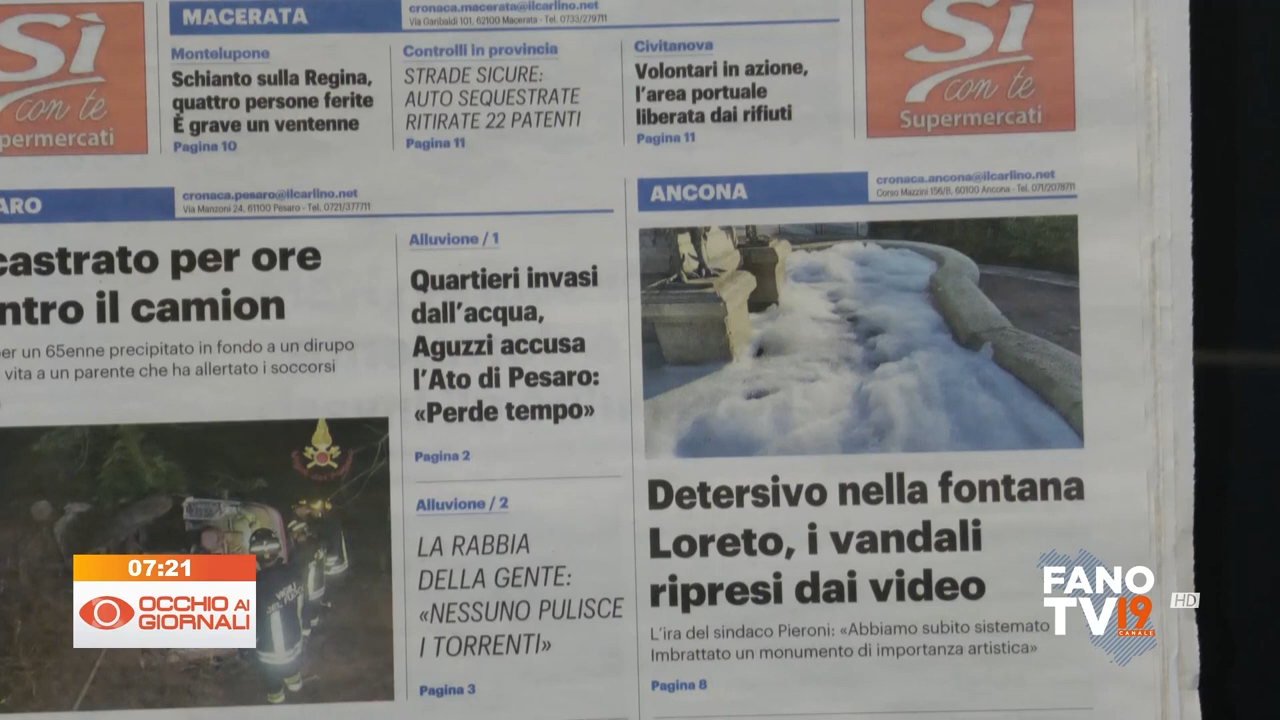 MACERATA
cronaca.macerata@ilcarlino.net
Via Garibaldi 101, 62100 Macerata - Tel. 0733/279711
Sì
con te
permercati
Montelupone
Schianto sulla Regina,
quattro persone ferite
È grave un ventenne
Pagina 10
Controlli in provincia
STRADE SICURE:
AUTO SEQUESTRATE
RITIRATE 22 PATENTI
Pagina 11
Civitanova
Volontari in azione,
l'area portuale
liberata dai rifiuti
Pagina 11
Sì
con te
Supermercati
ARO
cronaca.pesaro@ilcarlino.net
Via Manzoni 24, 61100 Pesaro - Tel. 0721/377711
castrato per ore
ntro il camion
per un 65enne precipitato in fondo a un dirupo
vita a un parente che ha allertato i soccorsi
Alluvione / 1
Quartieri invasi
dall'acqua,
Aguzzi accusa
l'Ato di Pesaro:
«Perde tempo»
Pagina 2
Alluvione / 2
LA RABBIA
DELLA GENTE:
«NESSUNO PULISCE
I TORRENTI»
Pagina 3
ANCONA
cronaca.ancona@ilcarlino.net
Corso Mazzini 156/II, 60100 Ancona - Tel. 071/2078711
Detersivo nella fontana
Loreto, i vandali
ripresi dai video
L'ira del sindaco Pieroni: «Abbiamo subito sistemato
Imbrattato un monumento di importanza artistica»
Pagina 8
07:21
OCCHIO AI
GIORNALI
FANO
TV 19
CANALE
HD